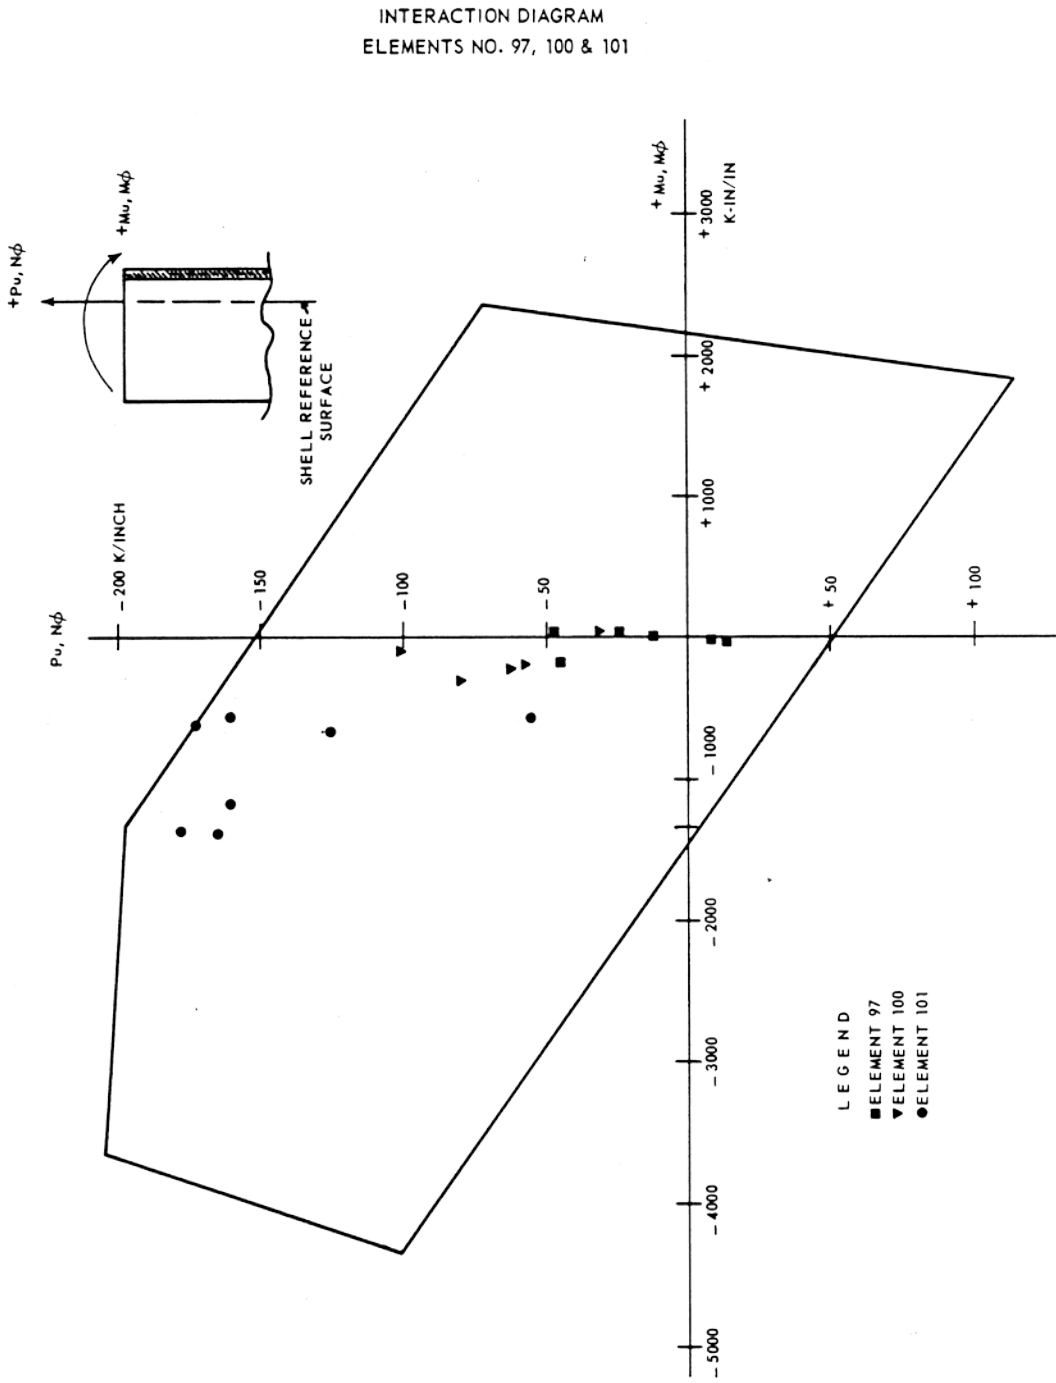 INTERACTION DIAGRAM
ELEMENTS NO. 97, 100 & 101
+Pu, Nϕ
+Mu, Mϕ
SHELL REFERENCE
SURFACE
Pu, Nϕ
- 200 K/INCH
- 150
- 100
- 50
+ 50
+ 100
+ Mu, Mϕ
K-IN/IN
+ 3000
+ 2000
+ 1000
- 1000
- 2000
- 3000
- 4000
- 5000
LEGEND
■ ELEMENT 97
▼ ELEMENT 100
● ELEMENT 101